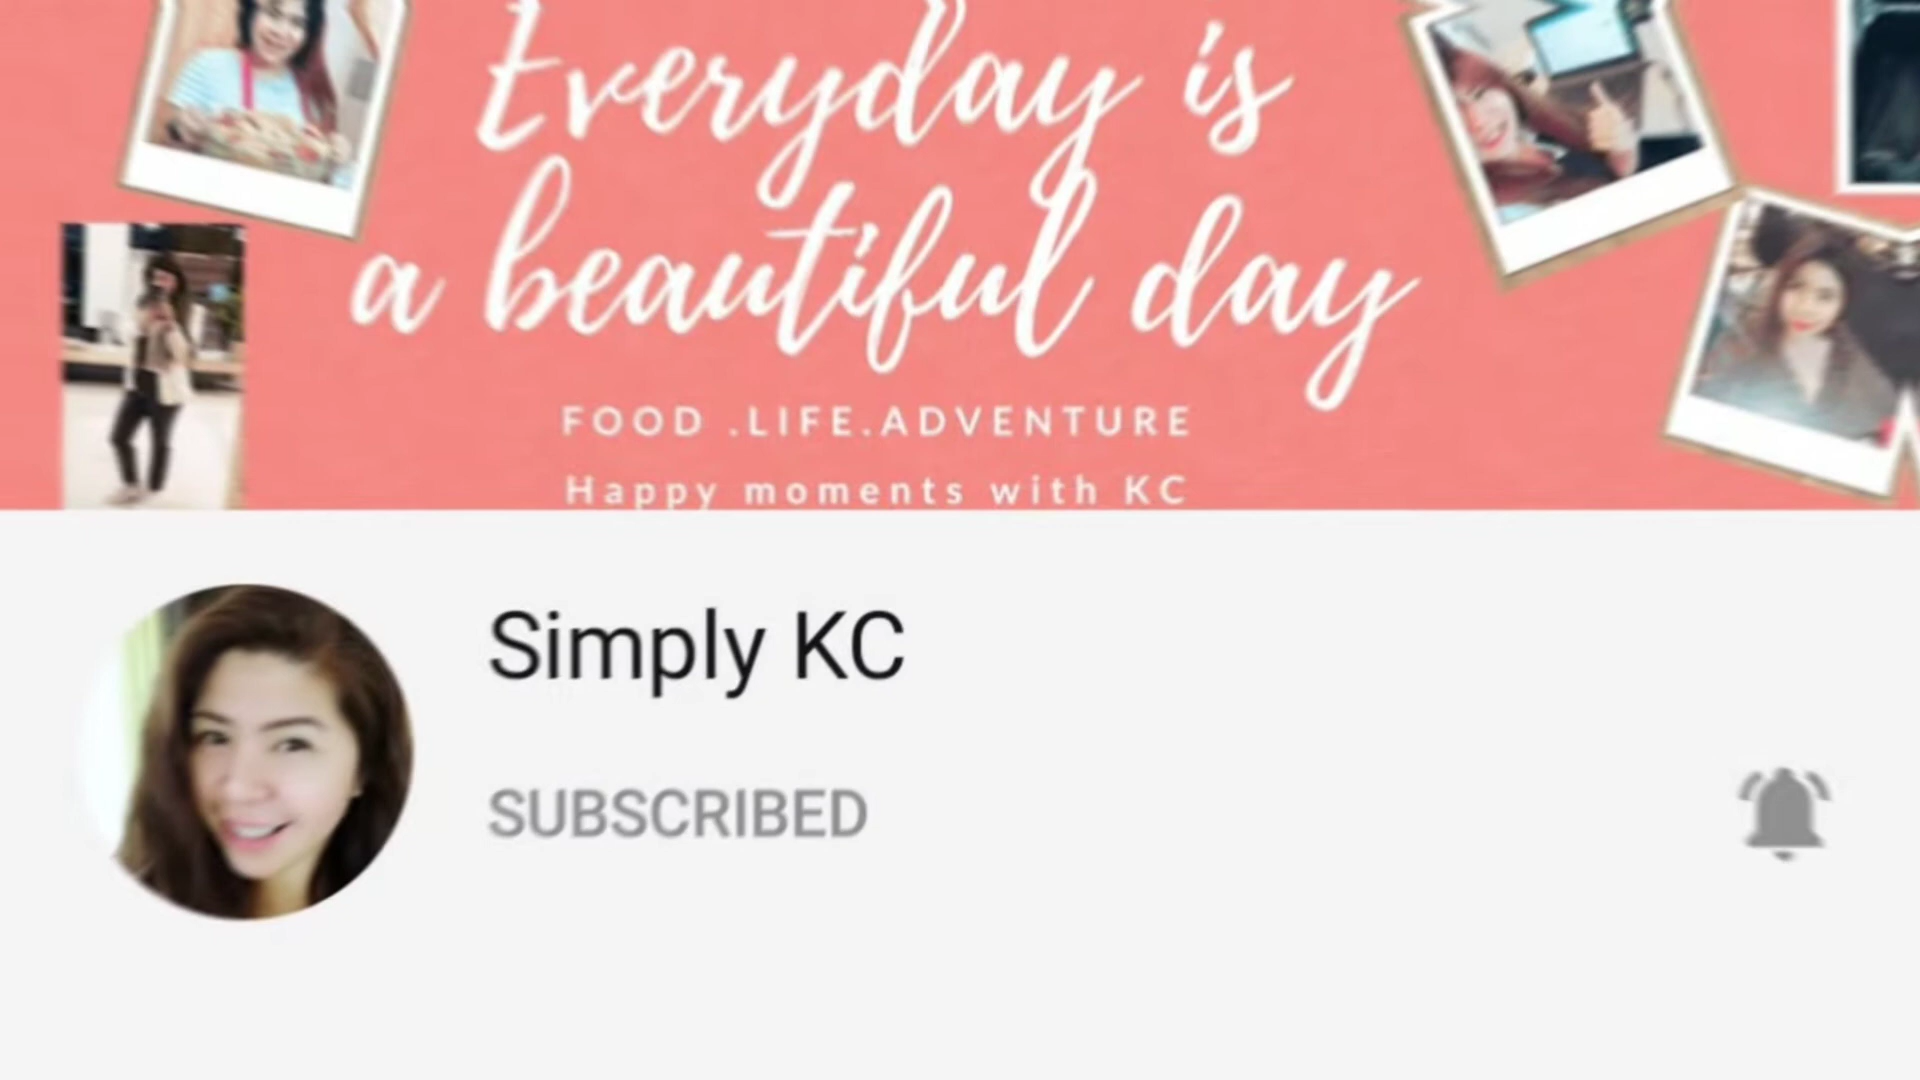 Everyday is
a beautiful day
FOOD .LIFE.ADVENTURE
Happy moments with KC
Simply KC
SUBSCRIBED